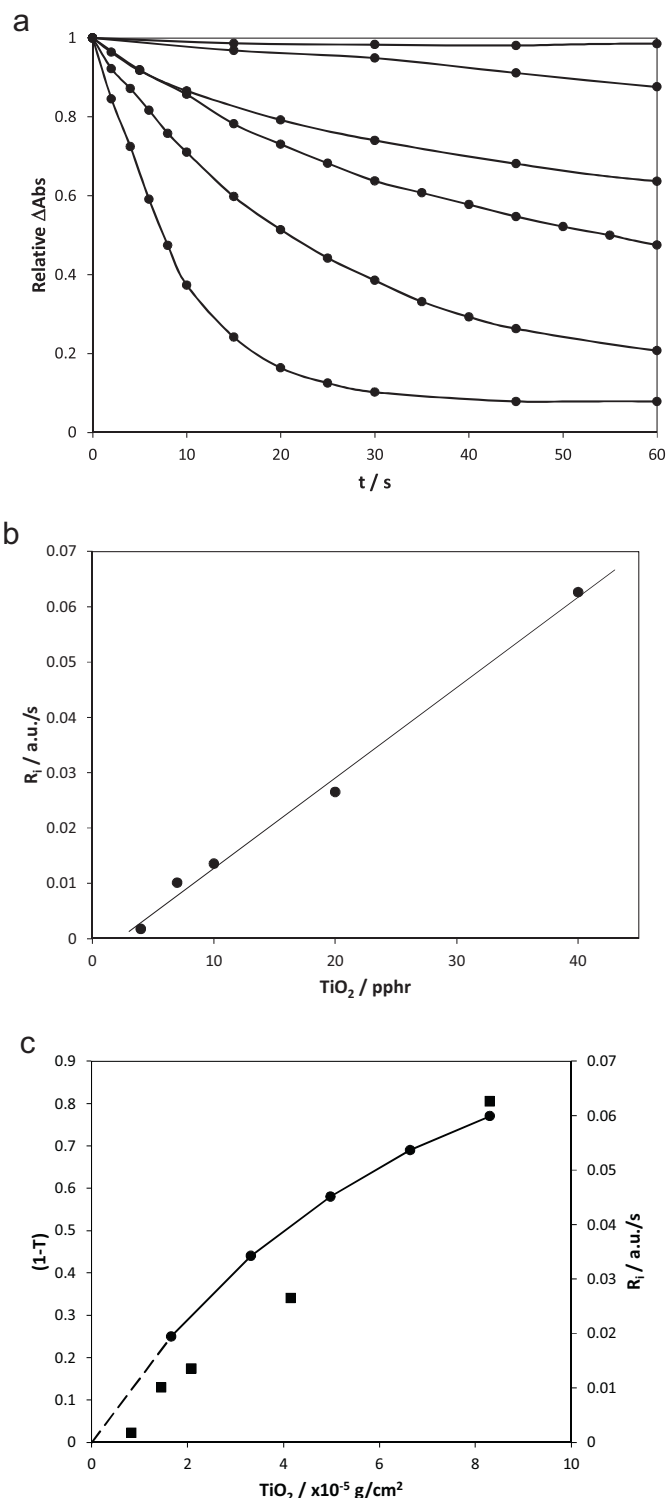 a
1
0.8
0.6
0.4
0.2
0
Relative ΔAbs
0 10 20 30 40 50 60
t / s
b
0.07
0.06
0.05
0.04
0.03
0.02
0.01
0
Rᵢ / a.u./s
0 10 20 30 40
TiO₂ / pphr
c
0.9 0.07
0.8
0.06
0.7
0.05
0.6
0.5 0.04
0.4 0.03
0.3
0.02
0.2
0.01
0.1
0 0
(1-T)
Rᵢ / a.u./s
0 2 4 6 8 10
TiO₂ / x10⁻⁵ g/cm²